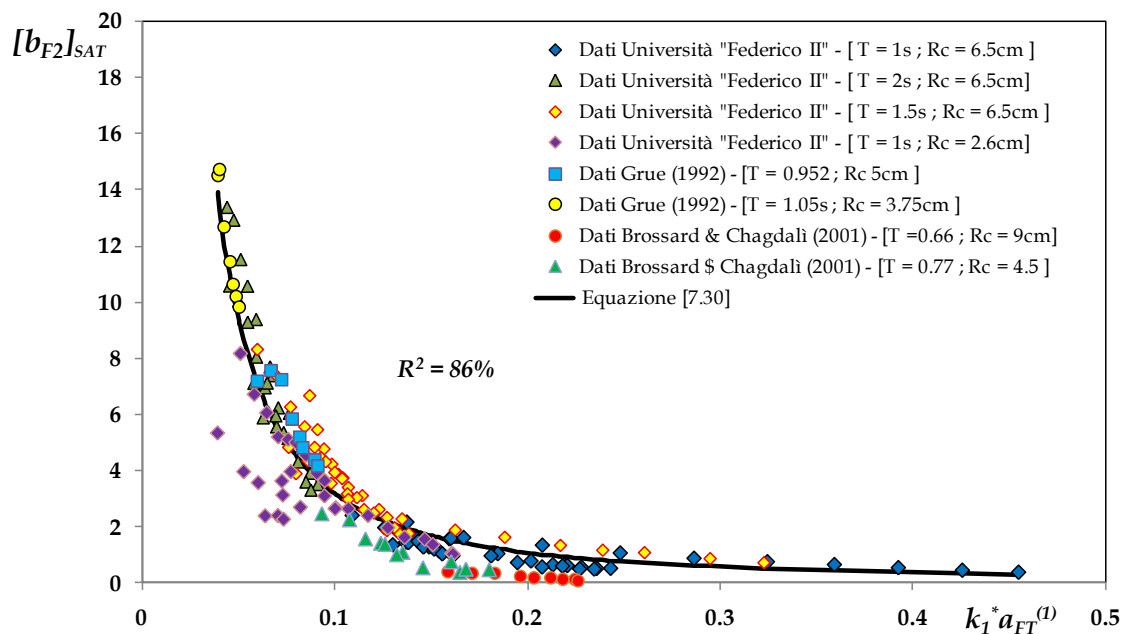 [b_{F2}]_{SAT}
20
18
16
14
12
10
8
6
4
2
0
Dati Università "Federico II" - [ T = 1s ; Rc = 6.5cm ]
Dati Università "Federico II" - [ T = 2s ; Rc = 6.5cm]
Dati Università "Federico II" - [ T = 1.5s ; Rc = 6.5cm ]
Dati Università "Federico II" - [ T = 1s ; Rc = 2.6cm]
Dati Grue (1992) - [T = 0.952 ; Rc 5cm ]
Dati Grue (1992) - [T = 1.05s ; Rc = 3.75cm ]
Dati Brossard & Chagdalì (2001) - [T =0.66 ; Rc = 9cm]
Dati Brossard $ Chagdalì (2001) - [T = 0.77 ; Rc = 4.5 ]
Equazione [7.30]
R² = 86%
0 0.1 0.2 0.3 0.4 0.5
k₁* a_{FT}⁽¹⁾